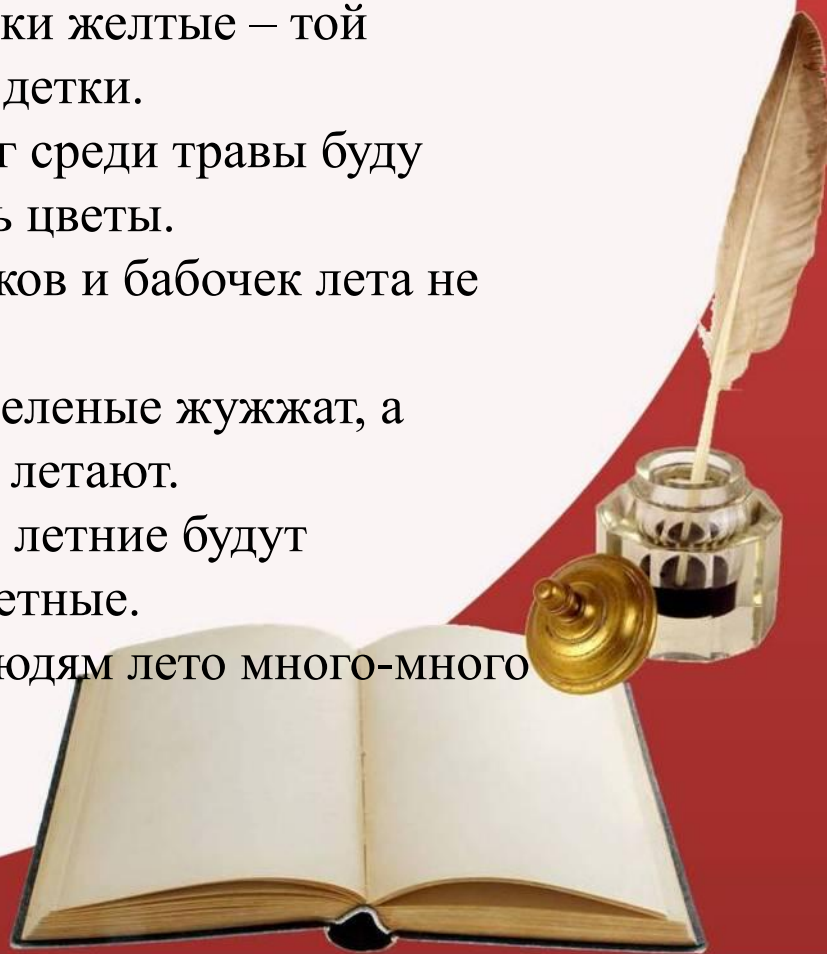 ки желтые – той
детки.
г среди травы буду
ь цветы.
ков и бабочек лета не
еленые жужжат, а
летают.
летние будут
етные.
юдям лето много-много